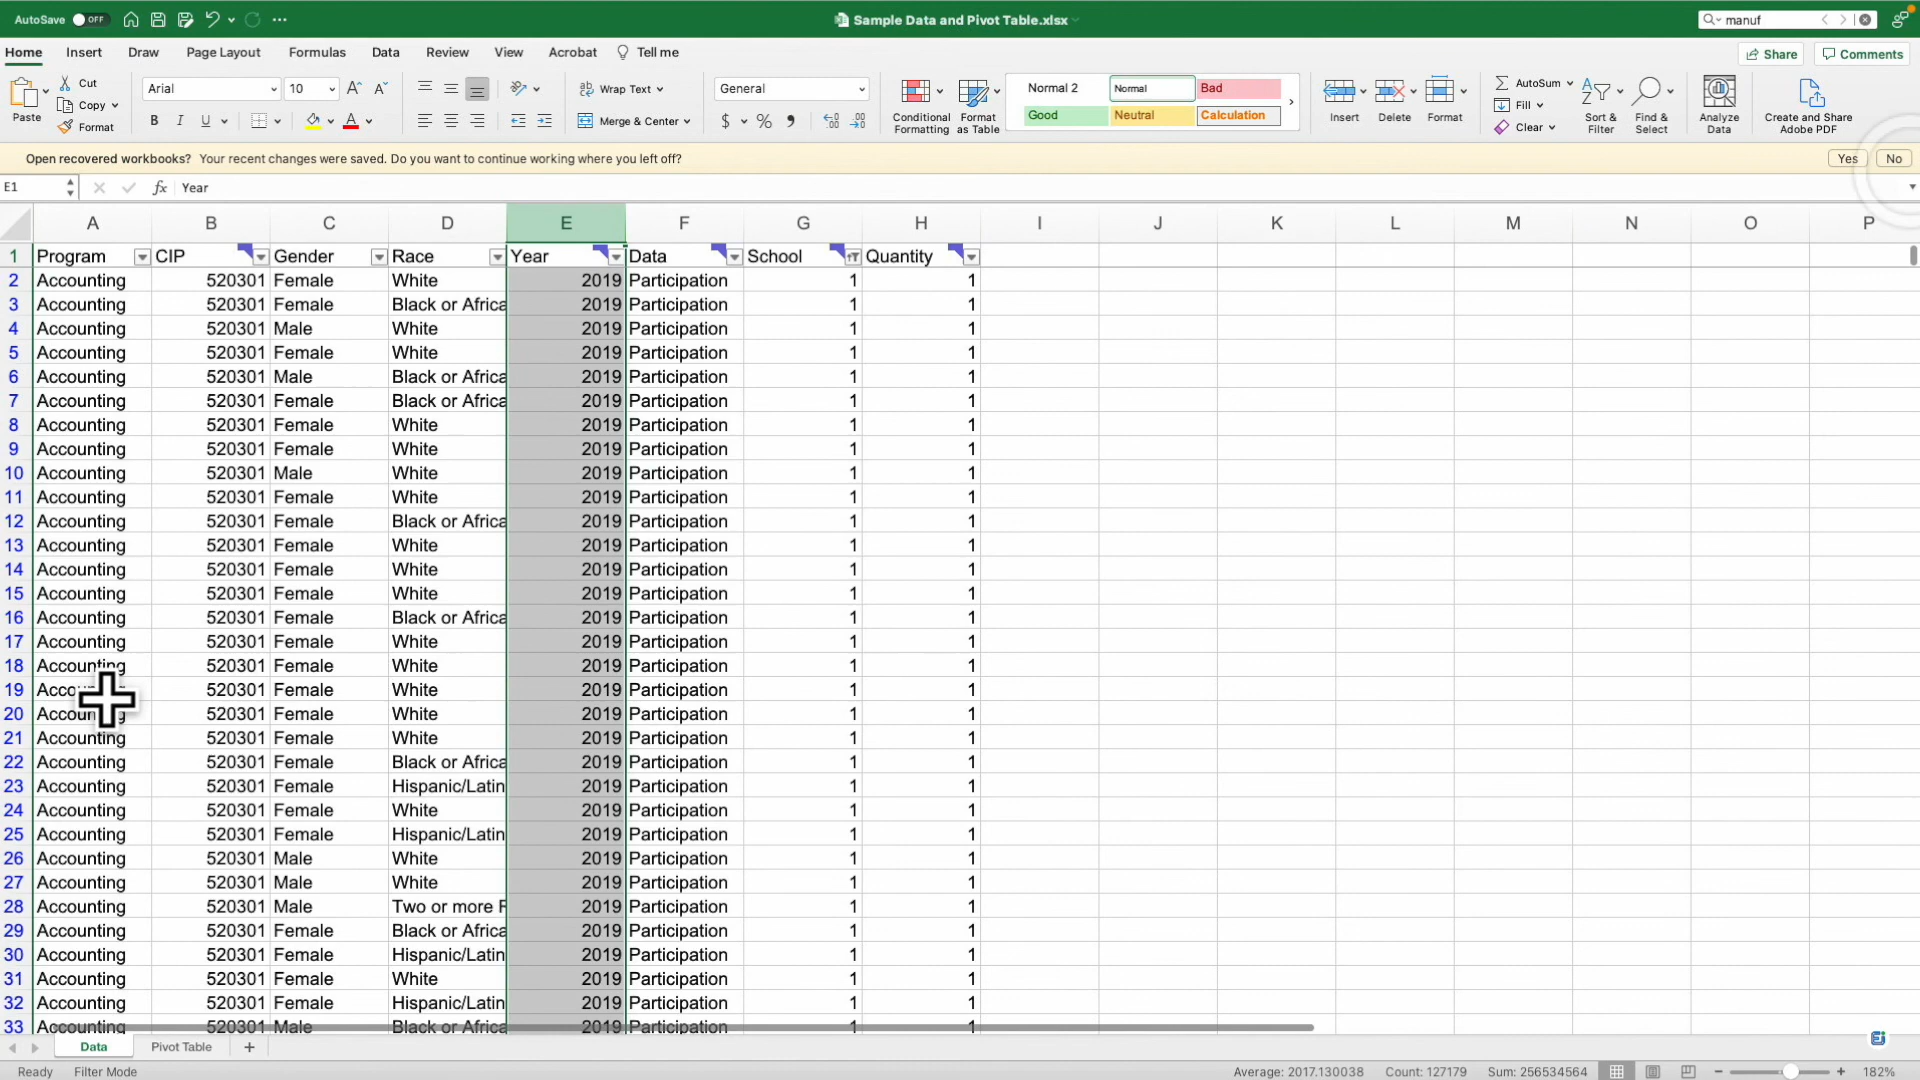 AutoSave OFF ... Sample Data and Pivot Table.xlsx manuf
Home Insert Draw Page Layout Formulas Data Review View Acrobat Tell me Share Comments
Paste Cut Copy Format
Arial 10
B I U
Wrap Text
Merge & Center
General
$ %
Conditional Formatting
Format as Table
Normal 2 Normal Bad
Good Neutral Calculation
Insert Delete Format
AutoSum
Fill
Clear
Sort & Filter
Find & Select
Analyze Data
Create and Share Adobe PDF
Open recovered workbooks? Your recent changes were saved. Do you want to continue working where you left off? Yes No
E1 fx Year
A B C D E F G H I J K L M N O P
1 Program CIP Gender Race Year Data School Quantity
2 Accounting 520301 Female White 2019 Participation 1 1
3 Accounting 520301 Female Black or Africa 2019 Participation 1 1
4 Accounting 520301 Male White 2019 Participation 1 1
5 Accounting 520301 Female White 2019 Participation 1 1
6 Accounting 520301 Male Black or Africa 2019 Participation 1 1
7 Accounting 520301 Female Black or Africa 2019 Participation 1 1
8 Accounting 520301 Female White 2019 Participation 1 1
9 Accounting 520301 Female White 2019 Participation 1 1
10 Accounting 520301 Male White 2019 Participation 1 1
11 Accounting 520301 Female White 2019 Participation 1 1
12 Accounting 520301 Female Black or Africa 2019 Participation 1 1
13 Accounting 520301 Female White 2019 Participation 1 1
14 Accounting 520301 Female White 2019 Participation 1 1
15 Accounting 520301 Female White 2019 Participation 1 1
16 Accounting 520301 Female Black or Africa 2019 Participation 1 1
17 Accounting 520301 Female White 2019 Participation 1 1
18 Accounting 520301 Female White 2019 Participation 1 1
19 Accounting 520301 Female White 2019 Participation 1 1
20 Accounting 520301 Female White 2019 Participation 1 1
21 Accounting 520301 Female White 2019 Participation 1 1
22 Accounting 520301 Female Black or Africa 2019 Participation 1 1
23 Accounting 520301 Female Hispanic/Latin 2019 Participation 1 1
24 Accounting 520301 Female White 2019 Participation 1 1
25 Accounting 520301 Female Hispanic/Latin 2019 Participation 1 1
26 Accounting 520301 Male White 2019 Participation 1 1
27 Accounting 520301 Male White 2019 Participation 1 1
28 Accounting 520301 Male Two or more R 2019 Participation 1 1
29 Accounting 520301 Female Black or Africa 2019 Participation 1 1
30 Accounting 520301 Female Hispanic/Latin 2019 Participation 1 1
31 Accounting 520301 Female White 2019 Participation 1 1
32 Accounting 520301 Female Hispanic/Latin 2019 Participation 1 1
33 Accounting 520301 Male Black or Africa 2019 Participation 1 1
Data Pivot Table +
Ready Filter Mode Average: 2017.130038 Count: 127179 Sum: 256534564 − + 182%